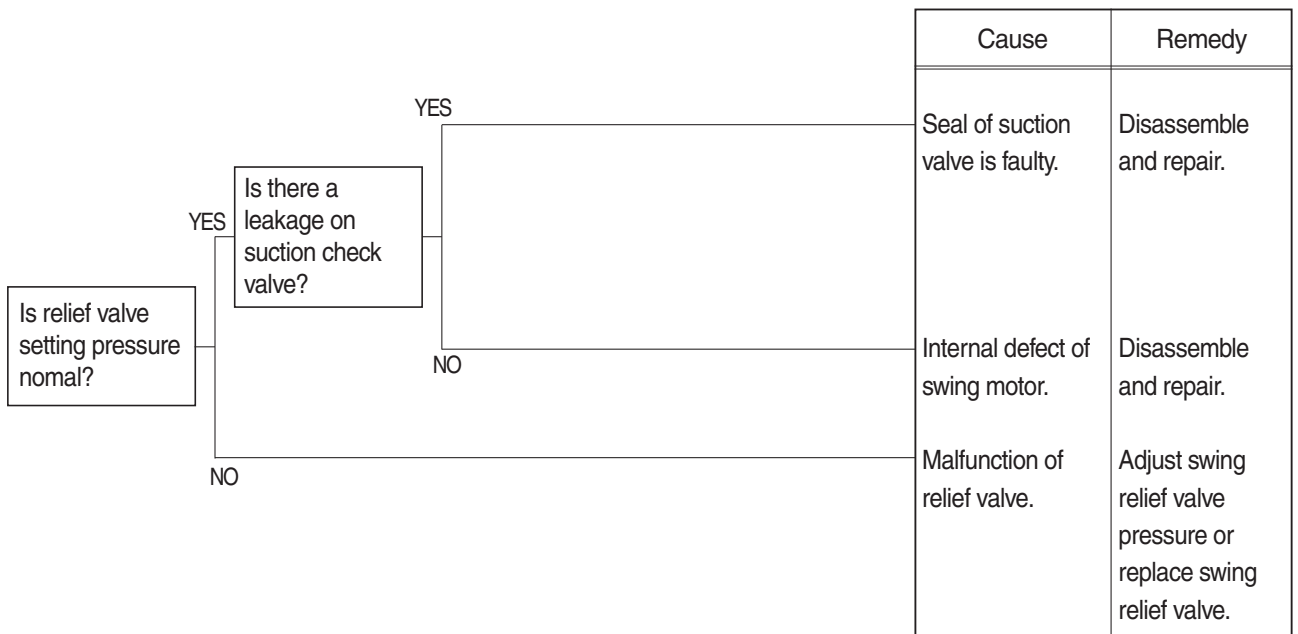 Cause
Remedy
YES
Seal of suction
valve is faulty.
Disassemble
and repair.
YES
Is there a
leakage on
suction check
valve?
Is relief valve
setting pressure
nomal?
NO
Internal defect of
swing motor.
Disassemble
and repair.
NO
Malfunction of
relief valve.
Adjust swing
relief valve
pressure or
replace swing
relief valve.